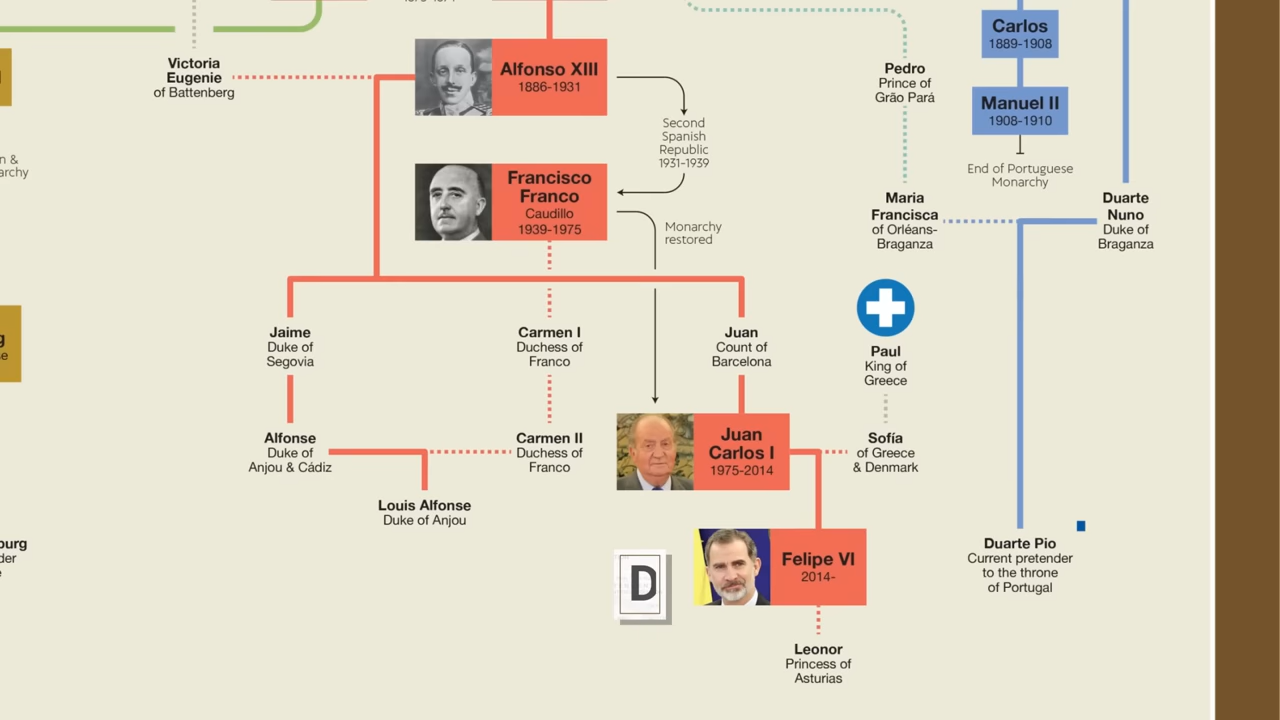 Carlos
1889-1908
Victoria
Eugenie
of Battenberg
Alfonso XIII
1886-1931
Pedro
Prince of
Grão Pará
Manuel II
1908-1910
Second
Spanish
Republic
1931-1939
End of Portuguese
Monarchy
Francisco
Franco
Caudillo
1939-1975
Monarchy
restored
Maria
Francisca
of Orléans-
Braganza
Duarte
Nuno
Duke of
Braganza
Jaime
Duke of
Segovia
Carmen I
Duchess of
Franco
Juan
Count of
Barcelona
Paul
King of
Greece
Alfonse
Duke of
Anjou & Cádiz
Carmen II
Duchess of
Franco
Juan
Carlos I
1975-2014
Sofía
of Greece
& Denmark
Louis Alfonse
Duke of Anjou
D
Felipe VI
2014-
Duarte Pio
Current pretender
to the throne
of Portugal
Leonor
Princess of
Asturias